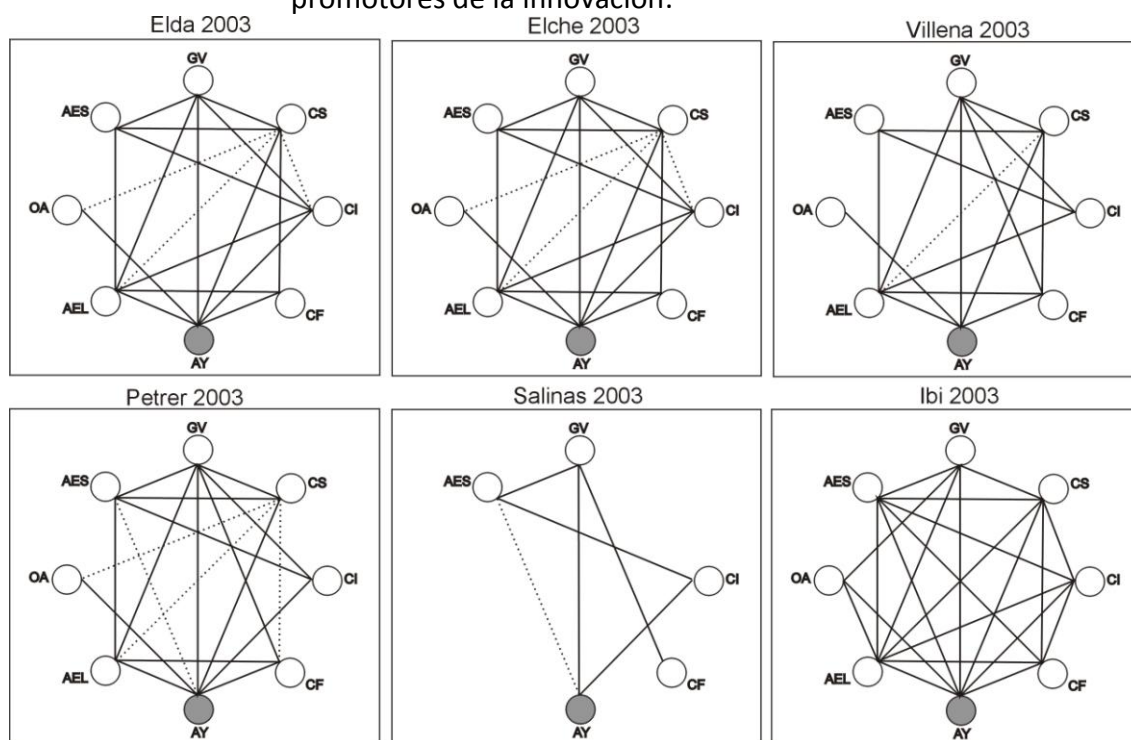 promotores de la innovación.
Elda 2003
Elche 2003
Villena 2003
GV
AES
CS
OA
CI
AEL
CF
AY
GV
AES
CS
OA
CI
AEL
CF
AY
GV
AES
CS
OA
CI
AEL
CF
AY
Petrer 2003
Salinas 2003
Ibi 2003
GV
AES
CS
OA
CI
AEL
CF
AY
GV
AES
CI
CF
AY
GV
AES
CS
OA
CI
AEL
CF
AY